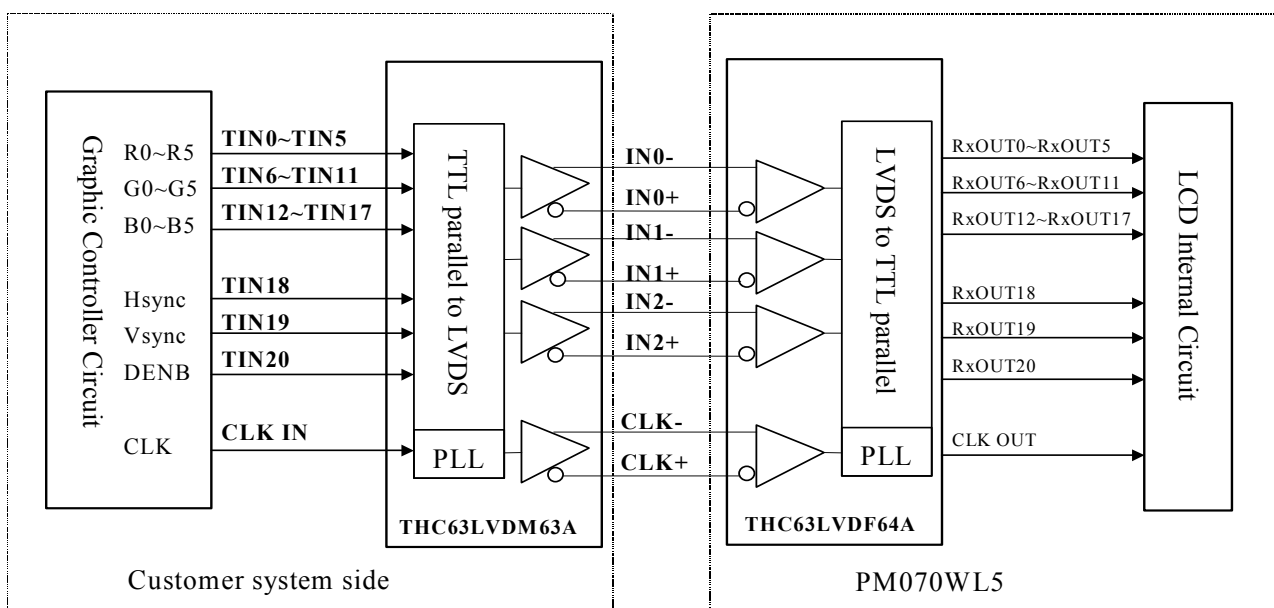 Graphic Controller Circuit
R0~R5
G0~G5
B0~B5
Hsync
Vsync
DENB
CLK
TIN0~TIN5
TIN6~TIN11
TIN12~TIN17
TIN18
TIN19
TIN20
CLK IN
TTL parallel to LVDS
PLL
THC63LVDM63A
IN0-
IN0+
IN1-
IN1+
IN2-
IN2+
CLK-
CLK+
LVDS to TTL parallel
PLL
THC63LVDF64A
RxOUT0~RxOUT5
RxOUT6~RxOUT11
RxOUT12~RxOUT17
RxOUT18
RxOUT19
RxOUT20
CLK OUT
LCD Internal Circuit
Customer system side
PM070WL5